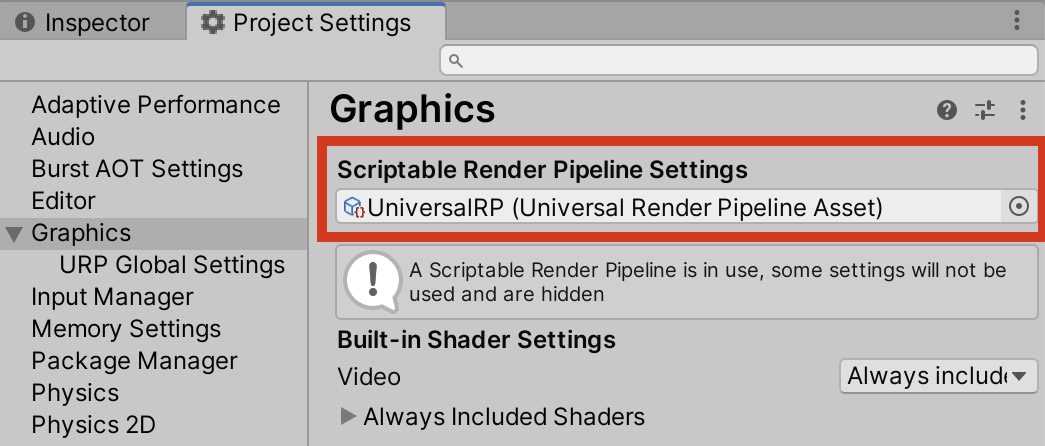 Inspector
Project Settings
Adaptive Performance
Audio
Burst AOT Settings
Editor
Graphics
URP Global Settings
Input Manager
Memory Settings
Package Manager
Physics
Physics 2D
Graphics
Scriptable Render Pipeline Settings
UniversalRP (Universal Render Pipeline Asset)
A Scriptable Render Pipeline is in use, some settings will not be
used and are hidden
Built-in Shader Settings
Video
Always include
Always Included Shaders